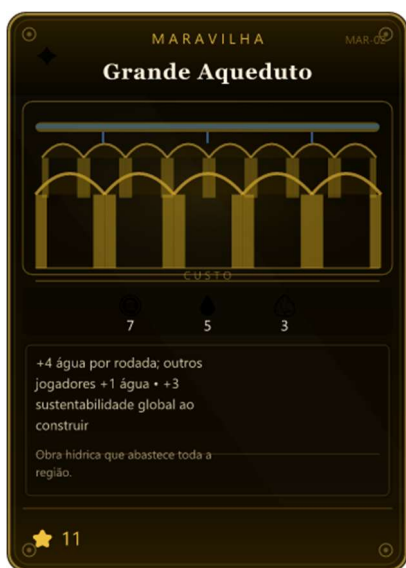 MARAVILHA
MAR-02
Grande Aqueduto
CUSTO
7 5 3
+4 água por rodada; outros
jogadores +1 água • +3
sustentabilidade global ao
construir
Obra hídrica que abastece toda a
região.
11